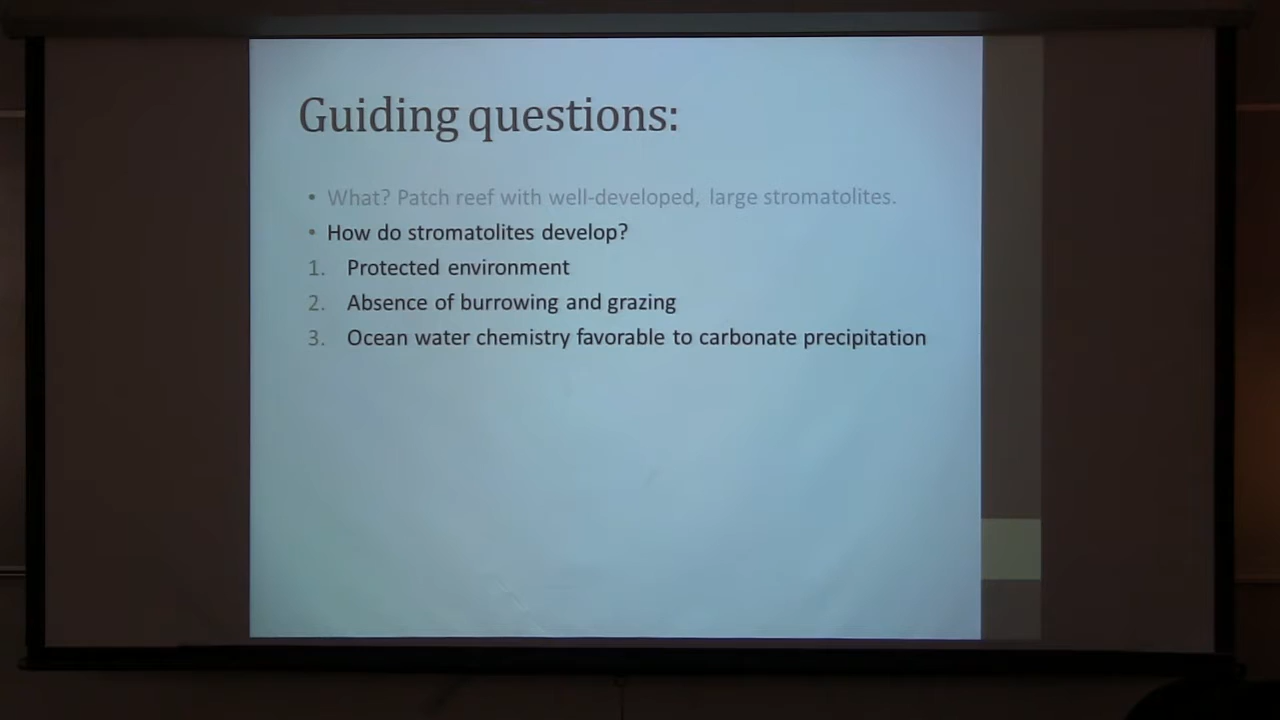 Guiding questions:
• What? Patch reef with well-developed, large stromatolites.
• How do stromatolites develop?
1. Protected environment
2. Absence of burrowing and grazing
3. Ocean water chemistry favorable to carbonate precipitation